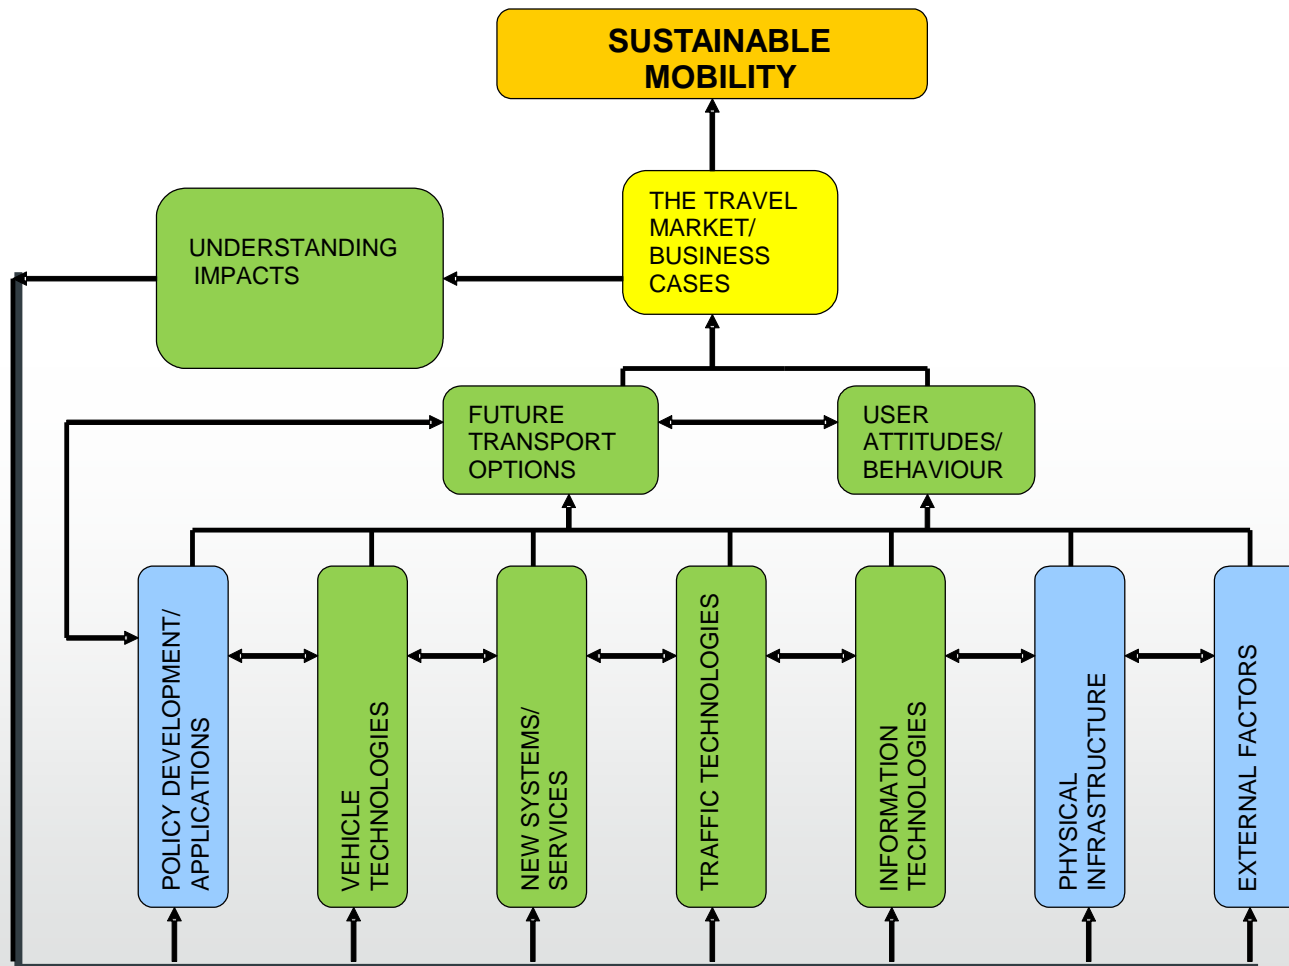 SUSTAINABLE
MOBILITY
THE TRAVEL
MARKET/
BUSINESS
CASES
UNDERSTANDING
IMPACTS
FUTURE
TRANSPORT
OPTIONS
USER
ATTITUDES/
BEHAVIOUR
POLICY DEVELOPMENT/
APPLICATIONS
VEHICLE
TECHNOLOGIES
NEW SYSTEMS/
SERVICES
TRAFFIC TECHNOLOGIES
INFORMATION
TECHNOLOGIES
PHYSICAL
INFRASTRUCTURE
EXTERNAL FACTORS